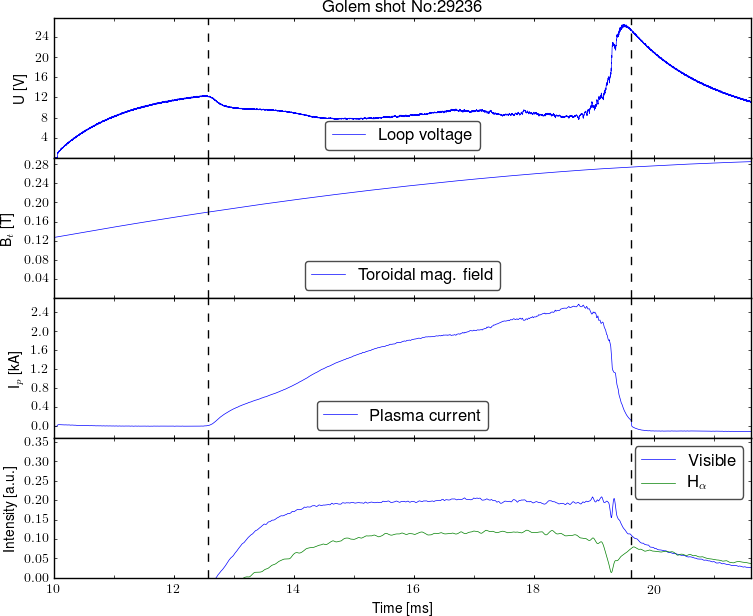 Golem shot No:29236
U [V]
24
20
16
12
8
4
Loop voltage
Bₜ [T]
0.28
0.24
0.20
0.16
0.12
0.08
0.04
Toroidal mag. field
Iₚ [kA]
2.4
2.0
1.6
1.2
0.8
0.4
0.0
Plasma current
Intensity [a.u.]
0.35
0.30
0.25
0.20
0.15
0.10
0.05
0.00
Visible
Hα
10 12 14 16 18 20
Time [ms]